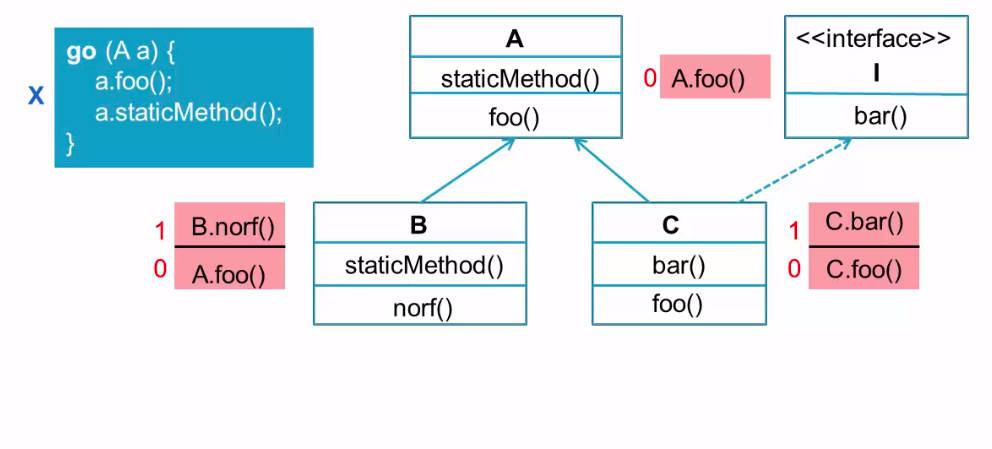 X
go (A a) {
a.foo();
a.staticMethod();
}
A
staticMethod()
foo()
0 A.foo()
<<interface>>
I
bar()
1 B.norf()
0 A.foo()
B
staticMethod()
norf()
C
bar()
foo()
1 C.bar()
0 C.foo()